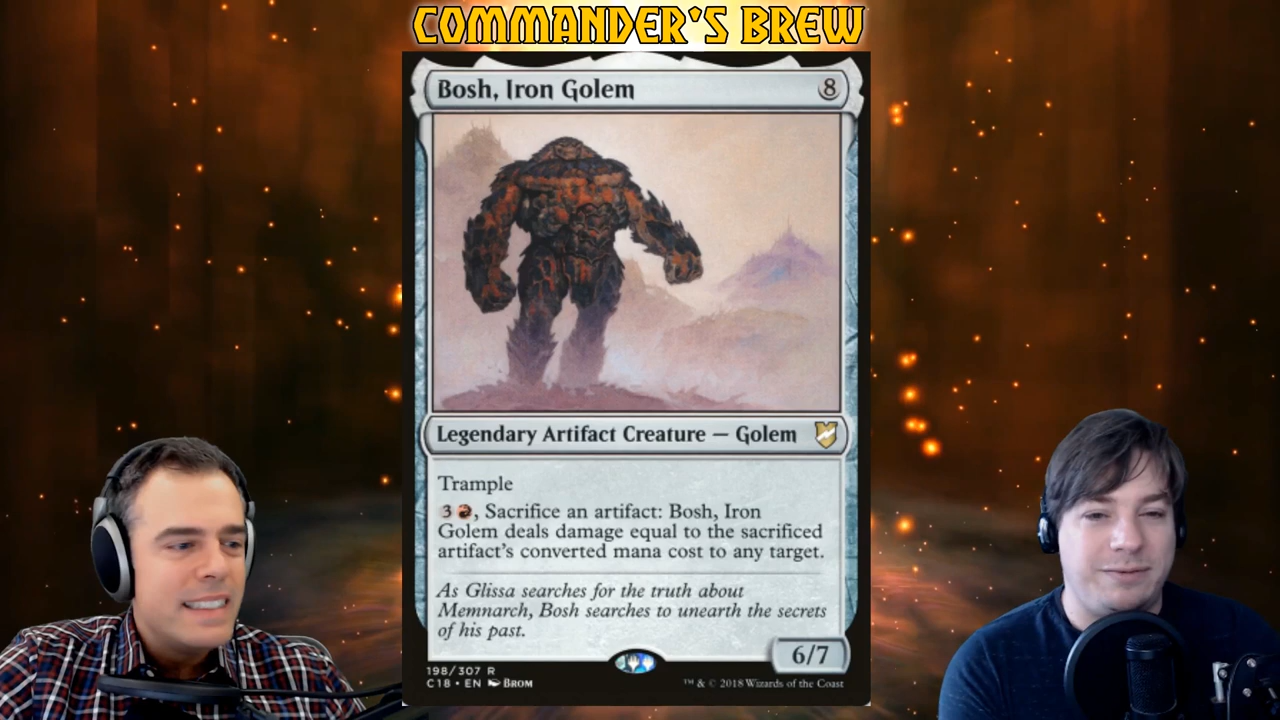 COMMANDER'S BREW
Bosh, Iron Golem 8
Legendary Artifact Creature — Golem
Trample
3, Sacrifice an artifact: Bosh, Iron
Golem deals damage equal to the sacrificed
artifact's converted mana cost to any target.
As Glissa searches for the truth about
Memnarch, Bosh searches to unearth the secrets
of his past.
6/7
198/307 R
C18 • EN BROM
™ & © 2018 Wizards of the Coast